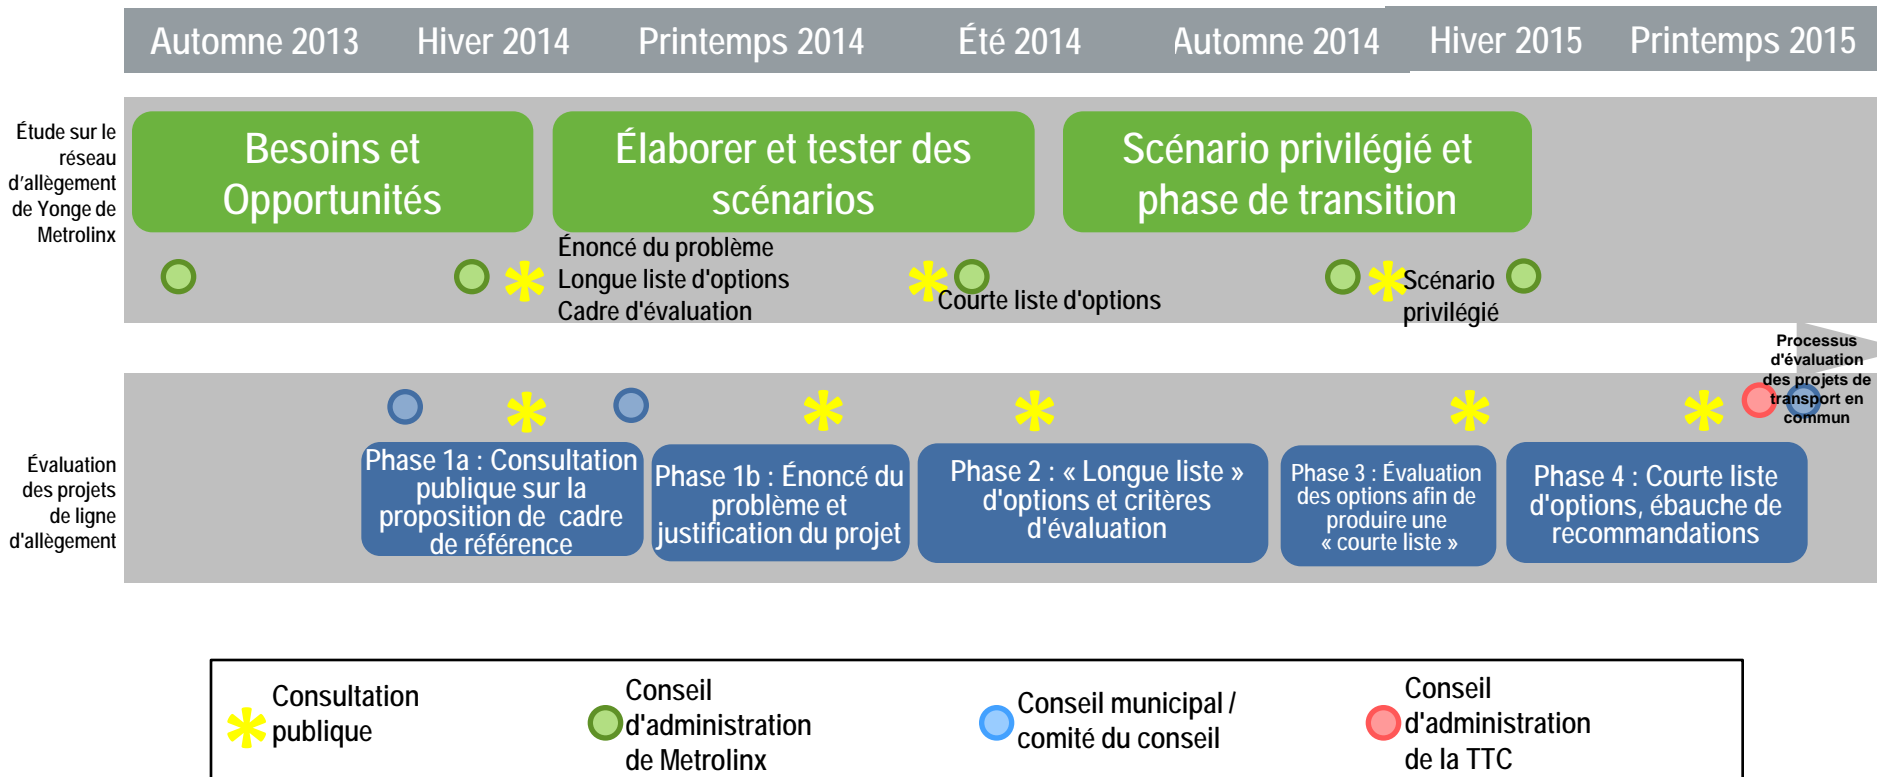 Automne 2013
Hiver 2014
Printemps 2014
Été 2014
Automne 2014
Hiver 2015
Printemps 2015
Étude sur le
réseau
d'allègement
de Yonge de
Metrolinx
Besoins et
Opportunités
Élaborer et tester des
scénarios
Scénario privilégié et
phase de transition
Énoncé du problème
Longue liste d'options
Cadre d'évaluation
Courte liste d'options
Scénario
privilégié
Processus
d'évaluation
des projets de
transport en
commun
Évaluation
des projets
de ligne
d'allègement
Phase 1a : Consultation
publique sur la
proposition de cadre
de référence
Phase 1b : Énoncé du
problème et
justification du projet
Phase 2 : « Longue liste »
d'options et critères
d'évaluation
Phase 3 : Évaluation
des options afin de
produire une
« courte liste »
Phase 4 : Courte liste
d'options, ébauche de
recommandations
Consultation
publique
Conseil
d'administration
de Metrolinx
Conseil municipal /
comité du conseil
Conseil
d'administration
de la TTC